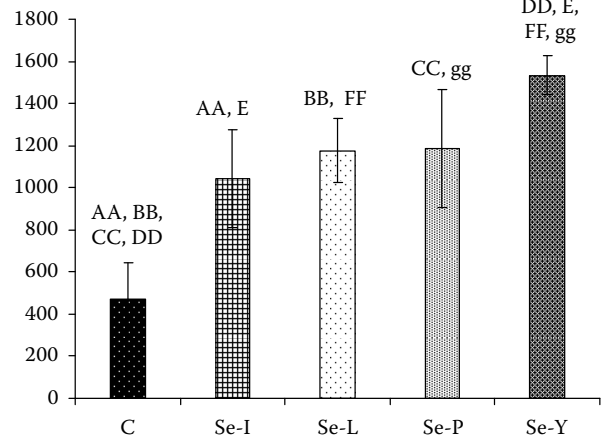 1800
1600
1400
1200
1000
800
600
400
200
0
AA, BB,
CC, DD
AA, E
BB, FF
CC, gg
DD, E,
FF, gg
C
Se-I
Se-L
Se-P
Se-Y